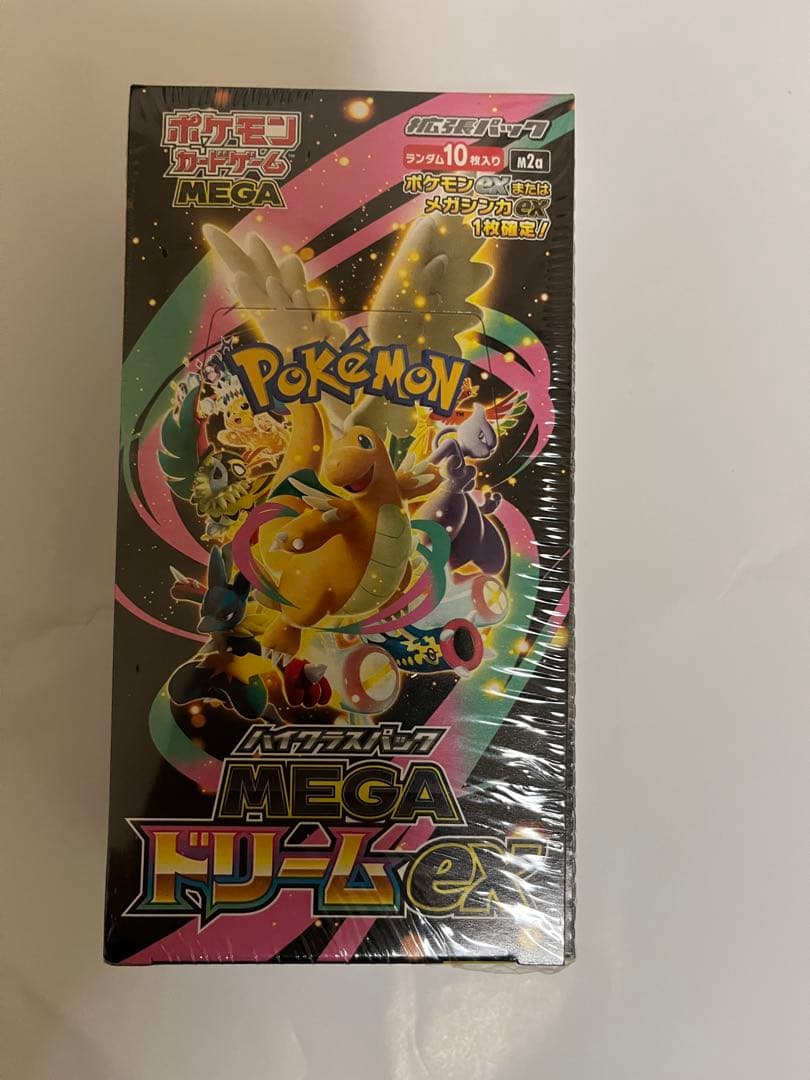 ポケモン
カードゲーム
MEGA
拡張パック
ランダム10枚入り
M2a
ポケモンexまたは
メガシンカex
1枚確定!
POKéMON
TM
ハイクラスパック
MEGA
ドリームex